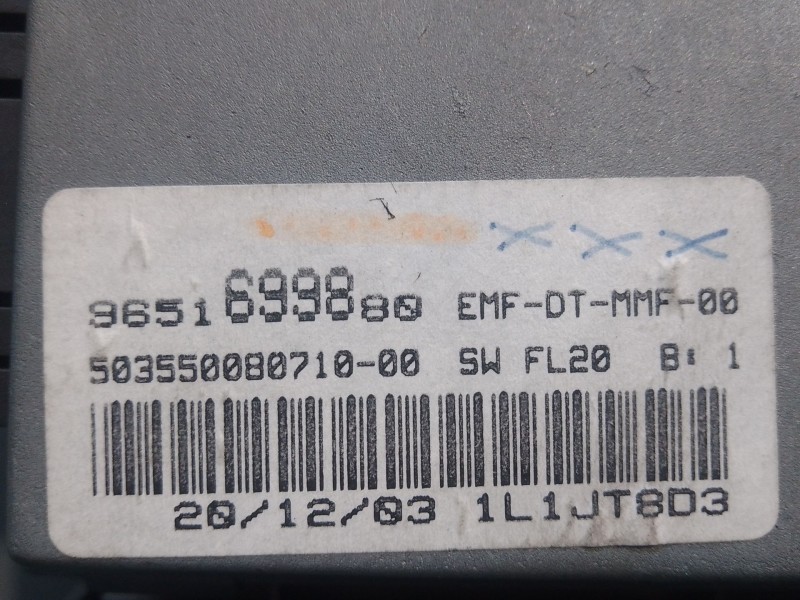 9651699880 EMF-DT-MMF-00
503550080710-00 SW FL20 B: 1
20/12/03 1L1JT8D3